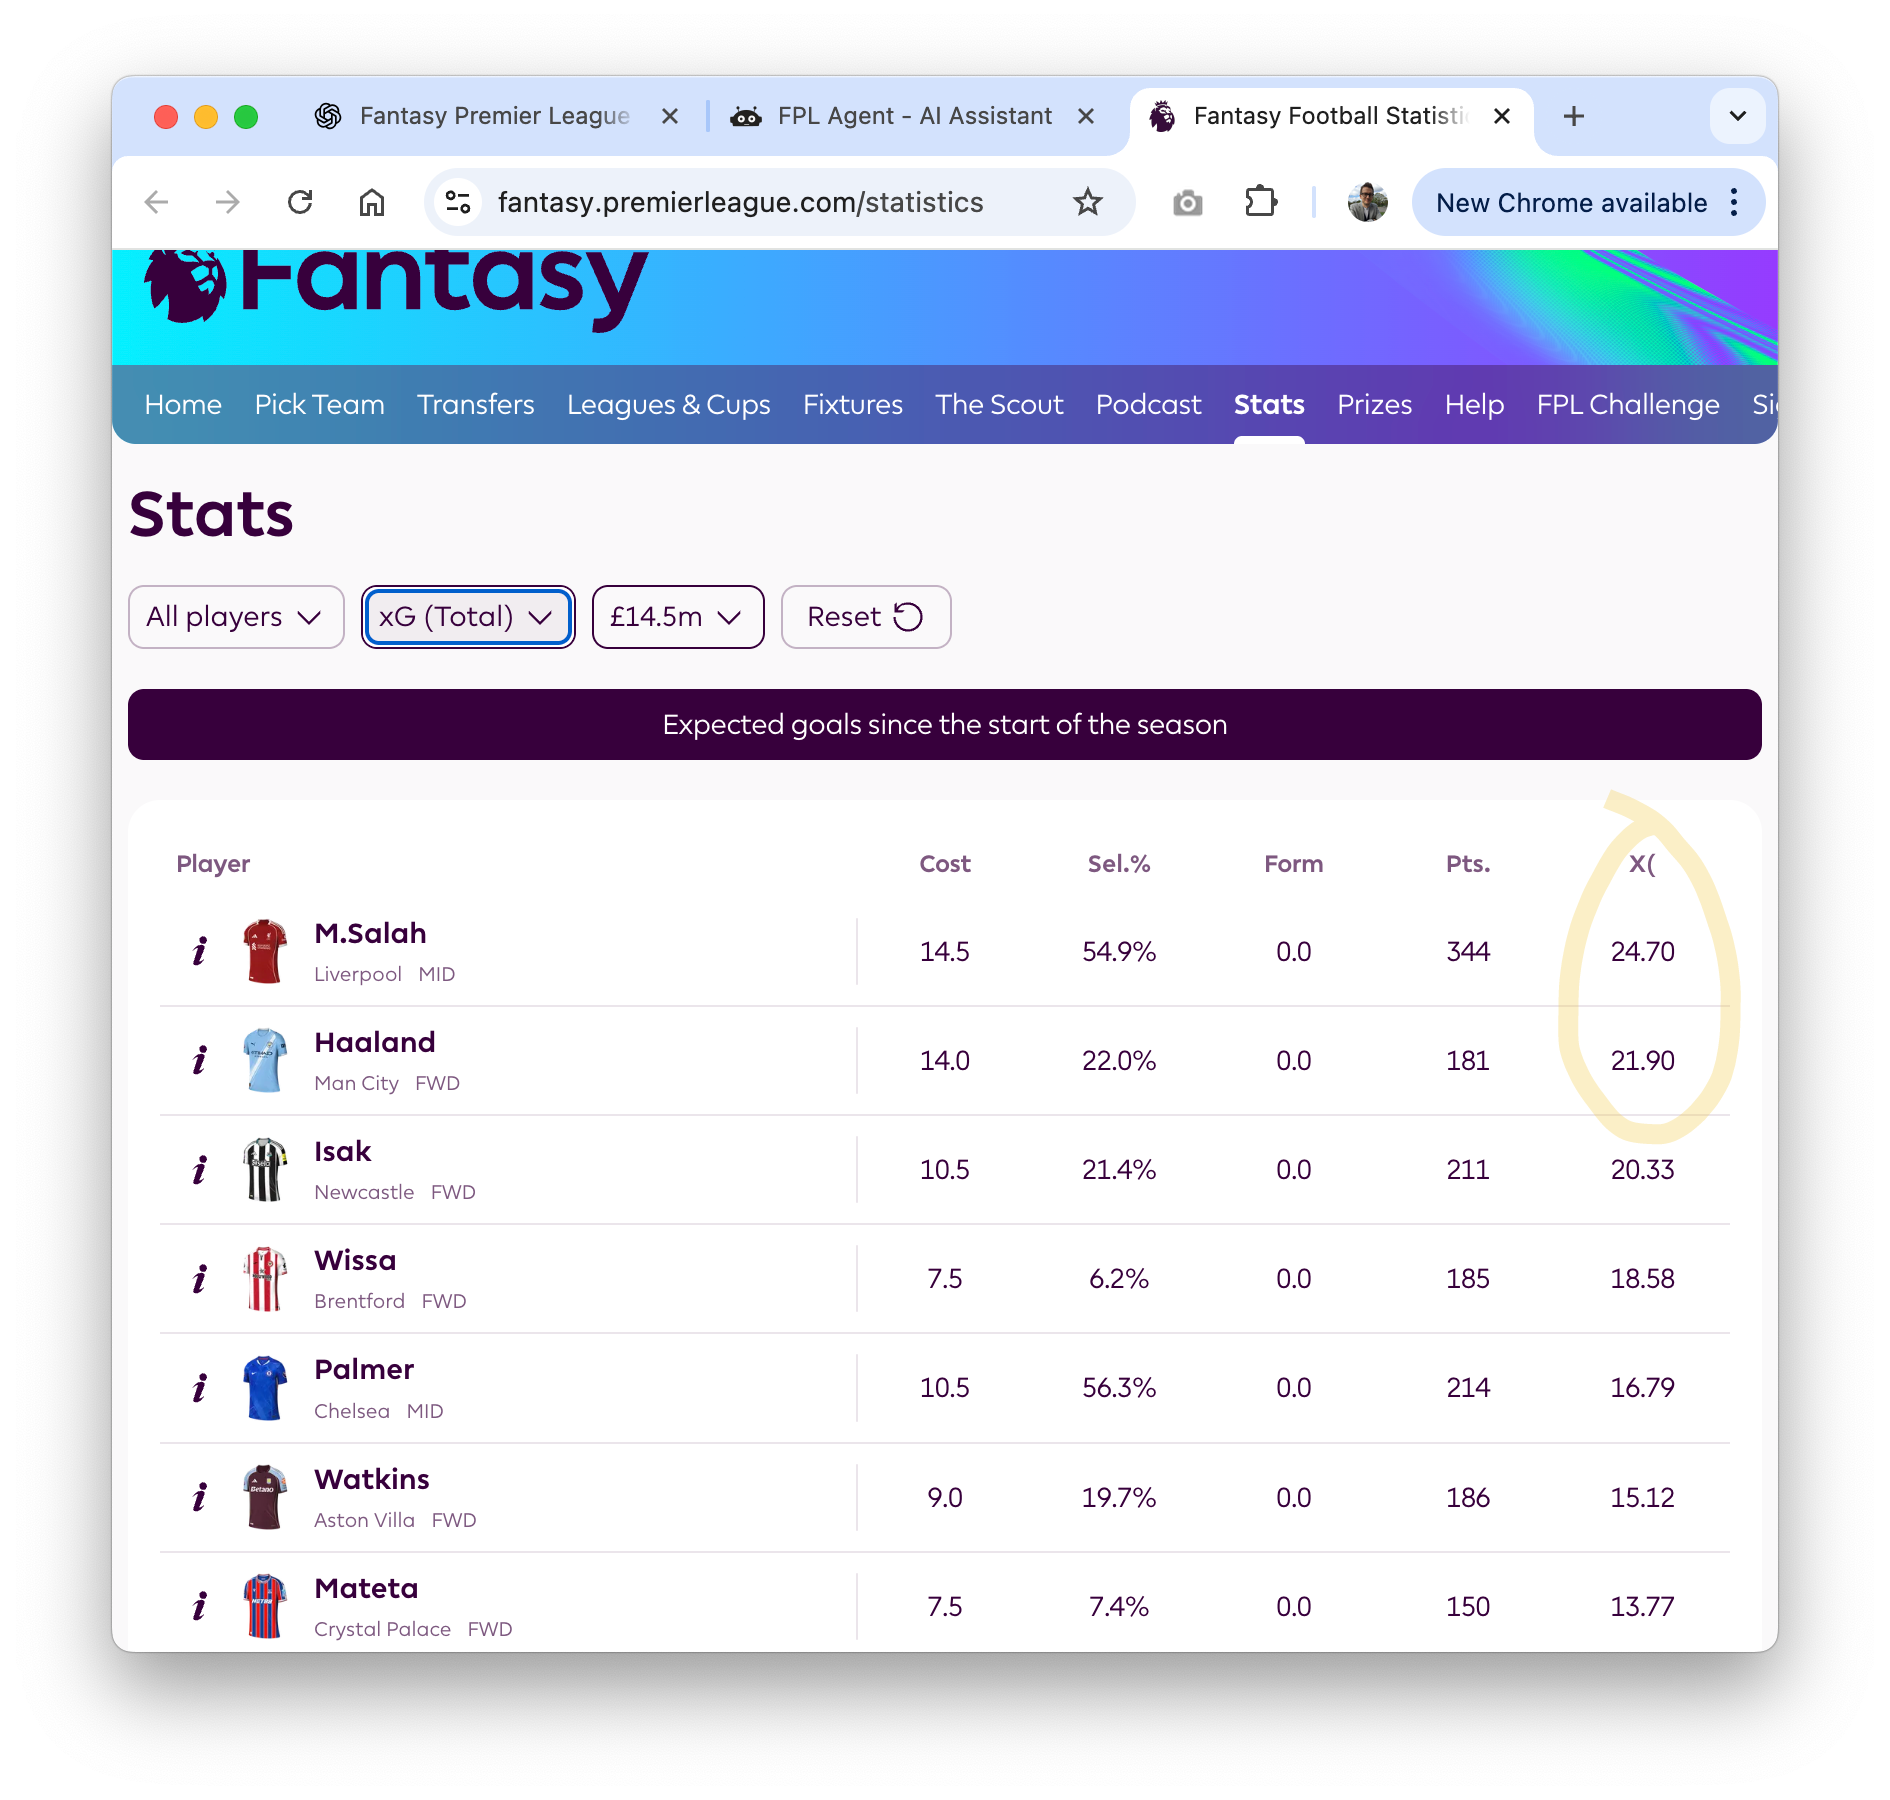 Fantasy Premier League
FPL Agent - AI Assistant
Fantasy Football Statisti
fantasy.premierleague.com/statistics
New Chrome available
Fantasy
Home Pick Team Transfers Leagues & Cups Fixtures The Scout Podcast Stats Prizes Help FPL Challenge Si
Stats
All players xG (Total) £14.5m Reset
Expected goals since the start of the season
Player Cost Sel.% Form Pts. X(
M.Salah
Liverpool MID
14.5 54.9% 0.0 344 24.70
Haaland
Man City FWD
14.0 22.0% 0.0 181 21.90
Isak
Newcastle FWD
10.5 21.4% 0.0 211 20.33
Wissa
Brentford FWD
7.5 6.2% 0.0 185 18.58
Palmer
Chelsea MID
10.5 56.3% 0.0 214 16.79
Betano
Watkins
Aston Villa FWD
9.0 19.7% 0.0 186 15.12
Mateta
Crystal Palace FWD
7.5 7.4% 0.0 150 13.77